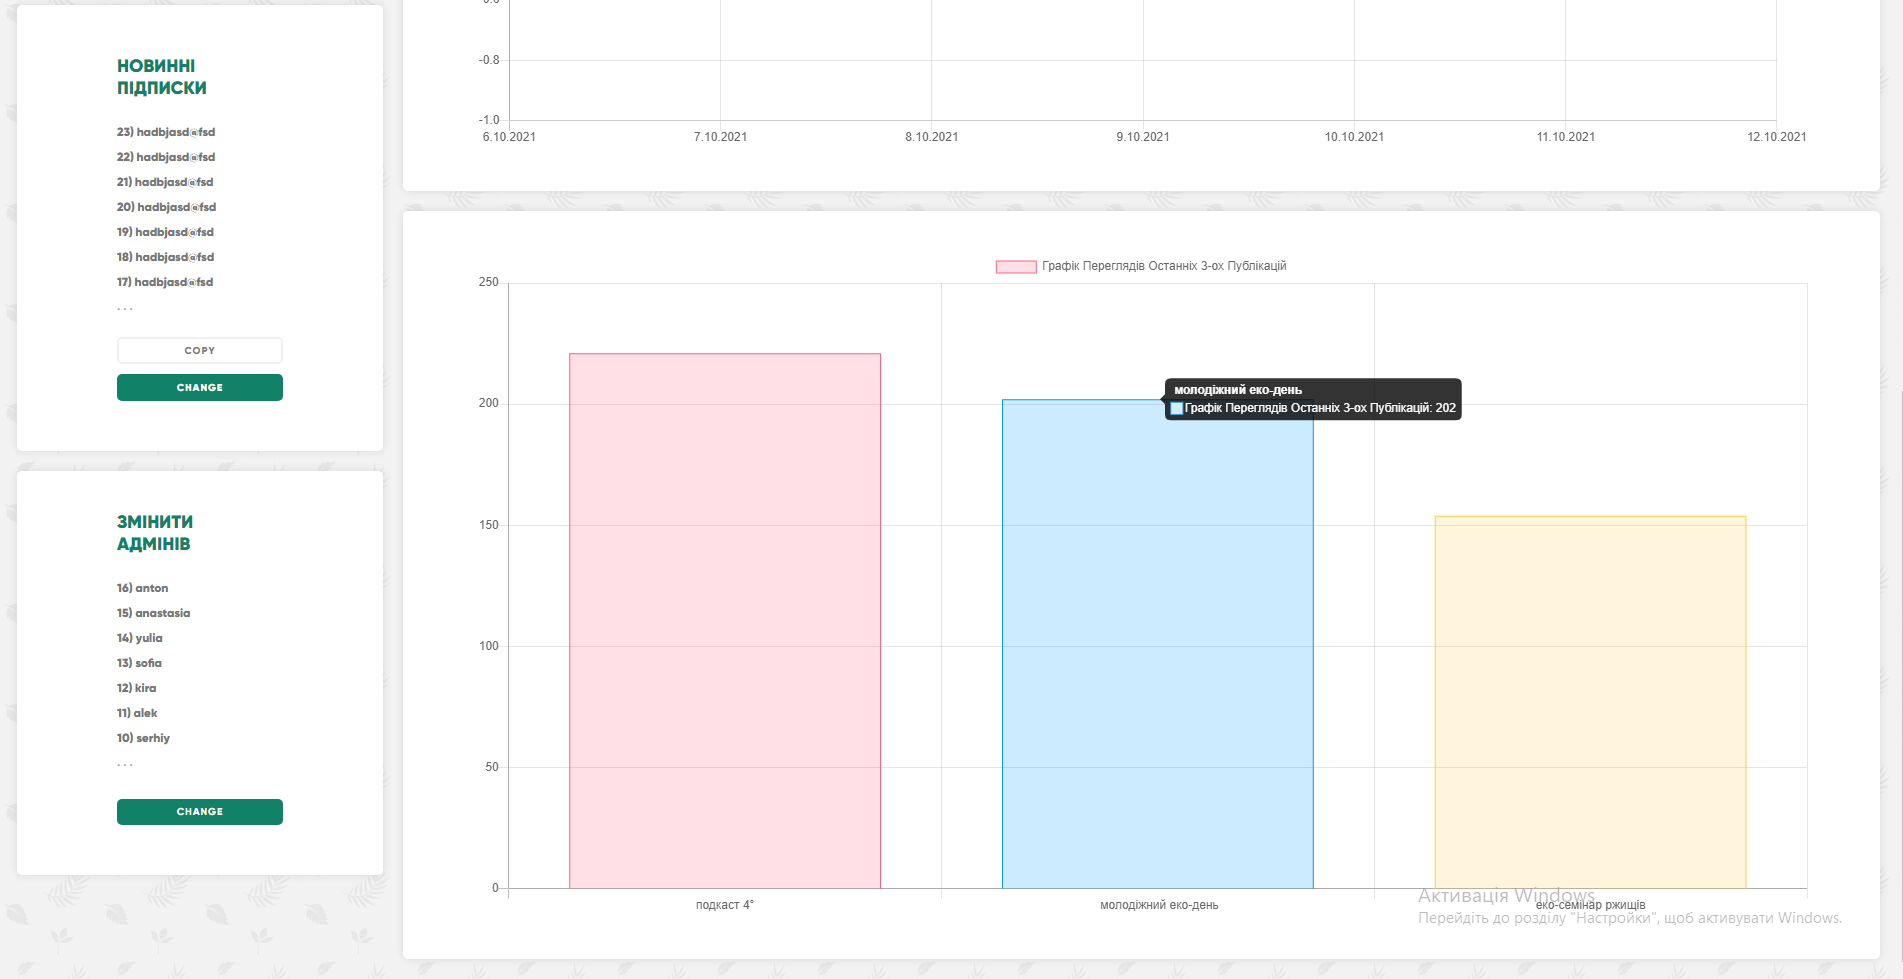 НОВИННІ
ПІДПИСКИ
23) hadbjasd@fsd
22) hadbjasd@fsd
21) hadbjasd@fsd
20) hadbjasd@fsd
19) hadbjasd@fsd
18) hadbjasd@fsd
17) hadbjasd@fsd
. . .
COPY
CHANGE
ЗМІНИТИ
АДМІНІВ
16) anton
15) anastasia
14) yulia
13) sofia
12) kira
11) alek
10) serhiy
. . .
CHANGE
-0.8
-1.0
6.10.2021 7.10.2021 8.10.2021 9.10.2021 10.10.2021 11.10.2021 12.10.2021
Графік Переглядів Останніх 3-ох Публікацій
250
200
150
100
50
0
молодіжний еко-день
Графік Переглядів Останніх 3-ох Публікацій: 202
подкаст 4° молодіжний еко-день еко-семінар ржищів
Активація Windows
Перейдіть до розділу "Настройки", щоб активувати Windows.